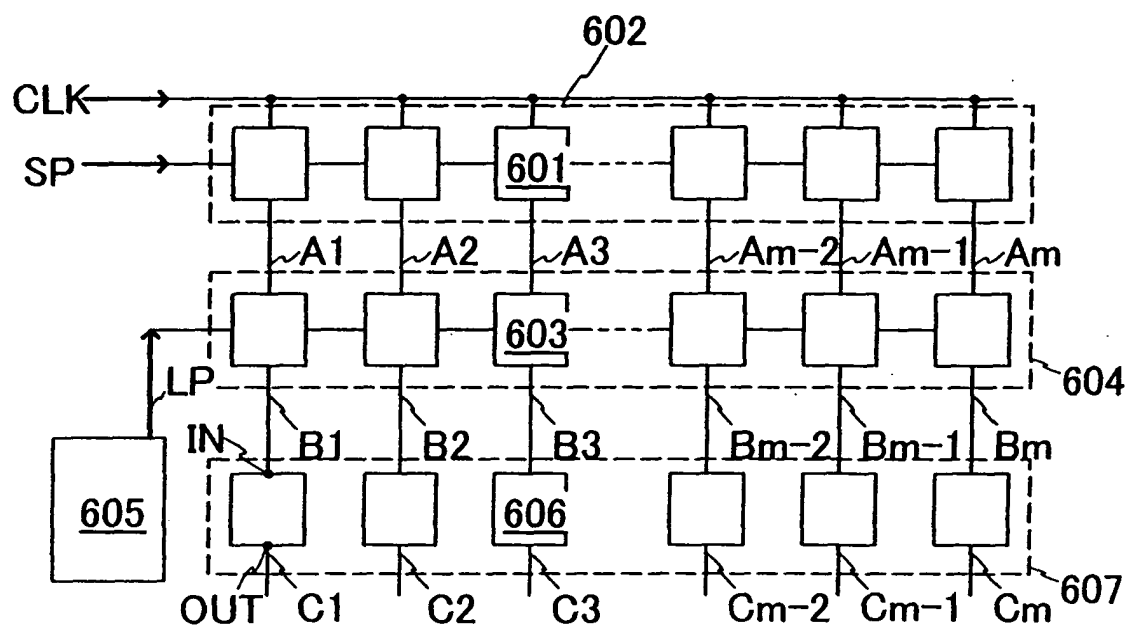 602
CLK
SP
601
A1 A2 A3 Am-2 Am-1 Am
603
LP
604
IN B1 B2 B3 Bm-2 Bm-1 Bm
605
606
607
OUT C1 C2 C3 Cm-2 Cm-1 Cm